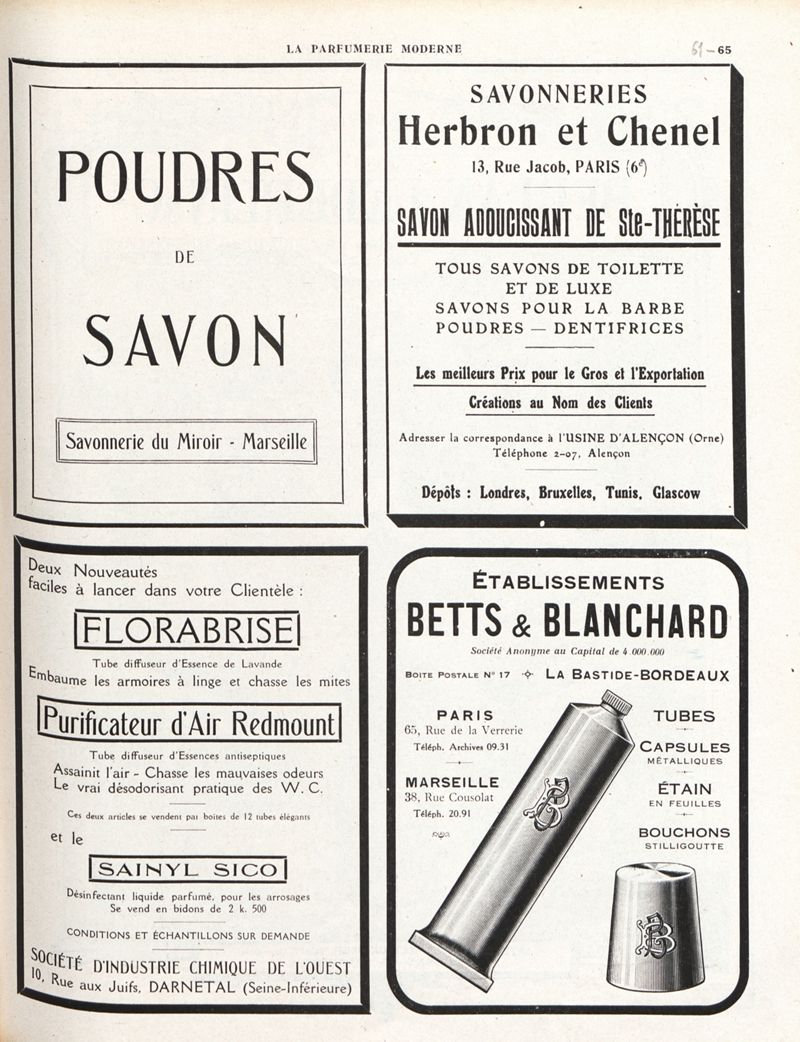 LA PARFUMERIE MODERNE
61 — 65
POUDRES
DE
SAVON
Savonnerie du Miroir - Marseille
SAVONNERIES
Herbron et Chenel
13, Rue Jacob, PARIS (6e)
SAVON ADOUCISSANT DE Ste-THÉRÈSE
TOUS SAVONS DE TOILETTE
ET DE LUXE
SAVONS POUR LA BARBE
POUDRES — DENTIFRICES
Les meilleurs Prix pour le Gros et l'Exportation
Créations au Nom des Clients
Adresser la correspondance à l'USINE D'ALENÇON (Orne)
Téléphone 2-07, Alençon
Dépôts : Londres, Bruxelles, Tunis, Glascow
Deux Nouveautés
faciles à lancer dans votre Clientèle :
FLORABRISE
Tube diffuseur d'Essence de Lavande
Embaume les armoires à linge et chasse les mites
Purificateur d'Air Redmount
Tube diffuseur d'Essences antiseptiques
Assainit l'air - Chasse les mauvaises odeurs
Le vrai désodorisant pratique des W. C.
Ces deux articles se vendent par boites de 12 tubes élégants
et le
SAINYL SICO
Désinfectant liquide parfumé, pour les arrosages
Se vend en bidons de 2 k. 500
CONDITIONS ET ÉCHANTILLONS SUR DEMANDE
SOCIÉTÉ D'INDUSTRIE CHIMIQUE DE L'OUEST
10, Rue aux Juifs, DARNETAL (Seine-Inférieure)
ÉTABLISSEMENTS
BETTS & BLANCHARD
Société Anonyme au Capital de 4.000.000
BOITE POSTALE N° 17 LA BASTIDE-BORDEAUX
PARIS
65, Rue de la Verrerie
Téléph. Archives 09.31
MARSEILLE
38, Rue Cousolat
Téléph. 20.91
TUBES
CAPSULES
MÉTALLIQUES
ÉTAIN
EN FEUILLES
BOUCHONS
STILLIGOUTTE
BB
BB